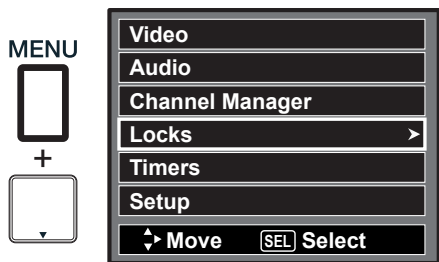 MENU
+
Video
Audio
Channel Manager
Locks
Timers
Setup
Move SEL Select